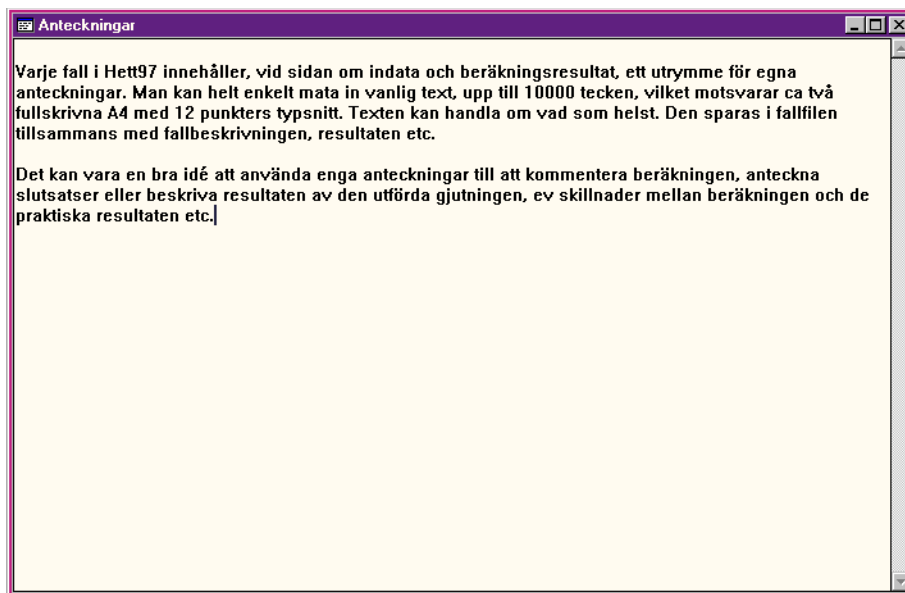 Anteckningar
Varje fall i Hett97 innehåller, vid sidan om indata och beräkningsresultat, ett utrymme för egna
anteckningar. Man kan helt enkelt mata in vanlig text, upp till 10000 tecken, vilket motsvarar ca två
fullskrivna A4 med 12 punkters typsnitt. Texten kan handla om vad som helst. Den sparas i fallfilen
tillsammans med fallbeskrivningen, resultaten etc.
Det kan vara en bra idé att använda enga anteckningar till att kommentera beräkningen, anteckna
slutsatser eller beskriva resultaten av den utförda gjutningen, ev skillnader mellan beräkningen och de
praktiska resultaten etc.